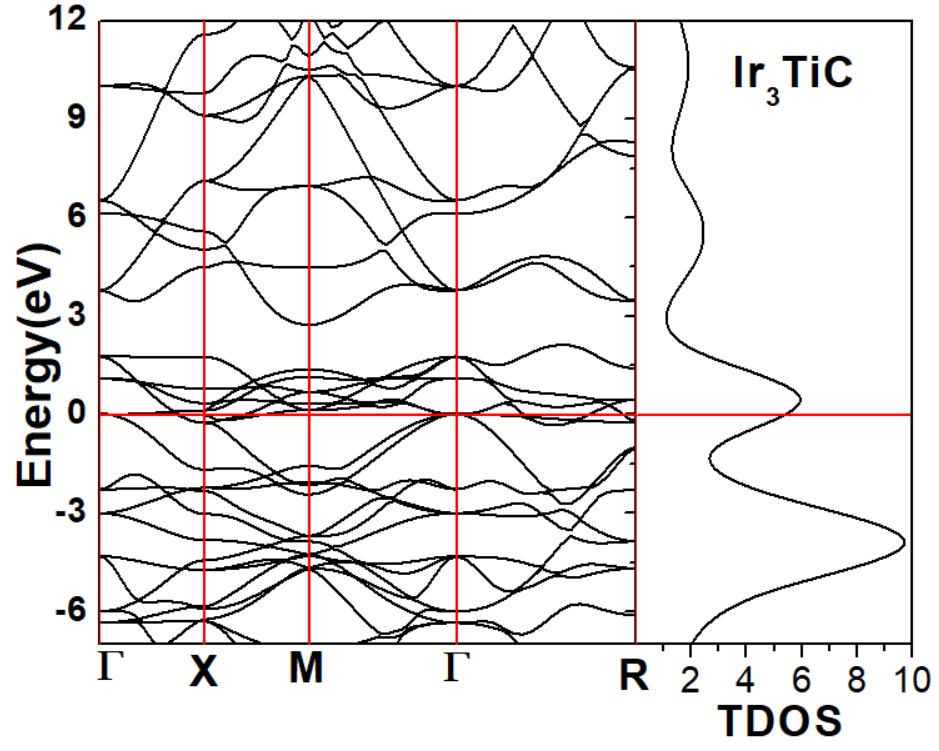 12
9
6
3
0
-3
-6
Energy(eV)
Ir3TiC
Γ X M Γ R
2 4 6 8 10
TDOS